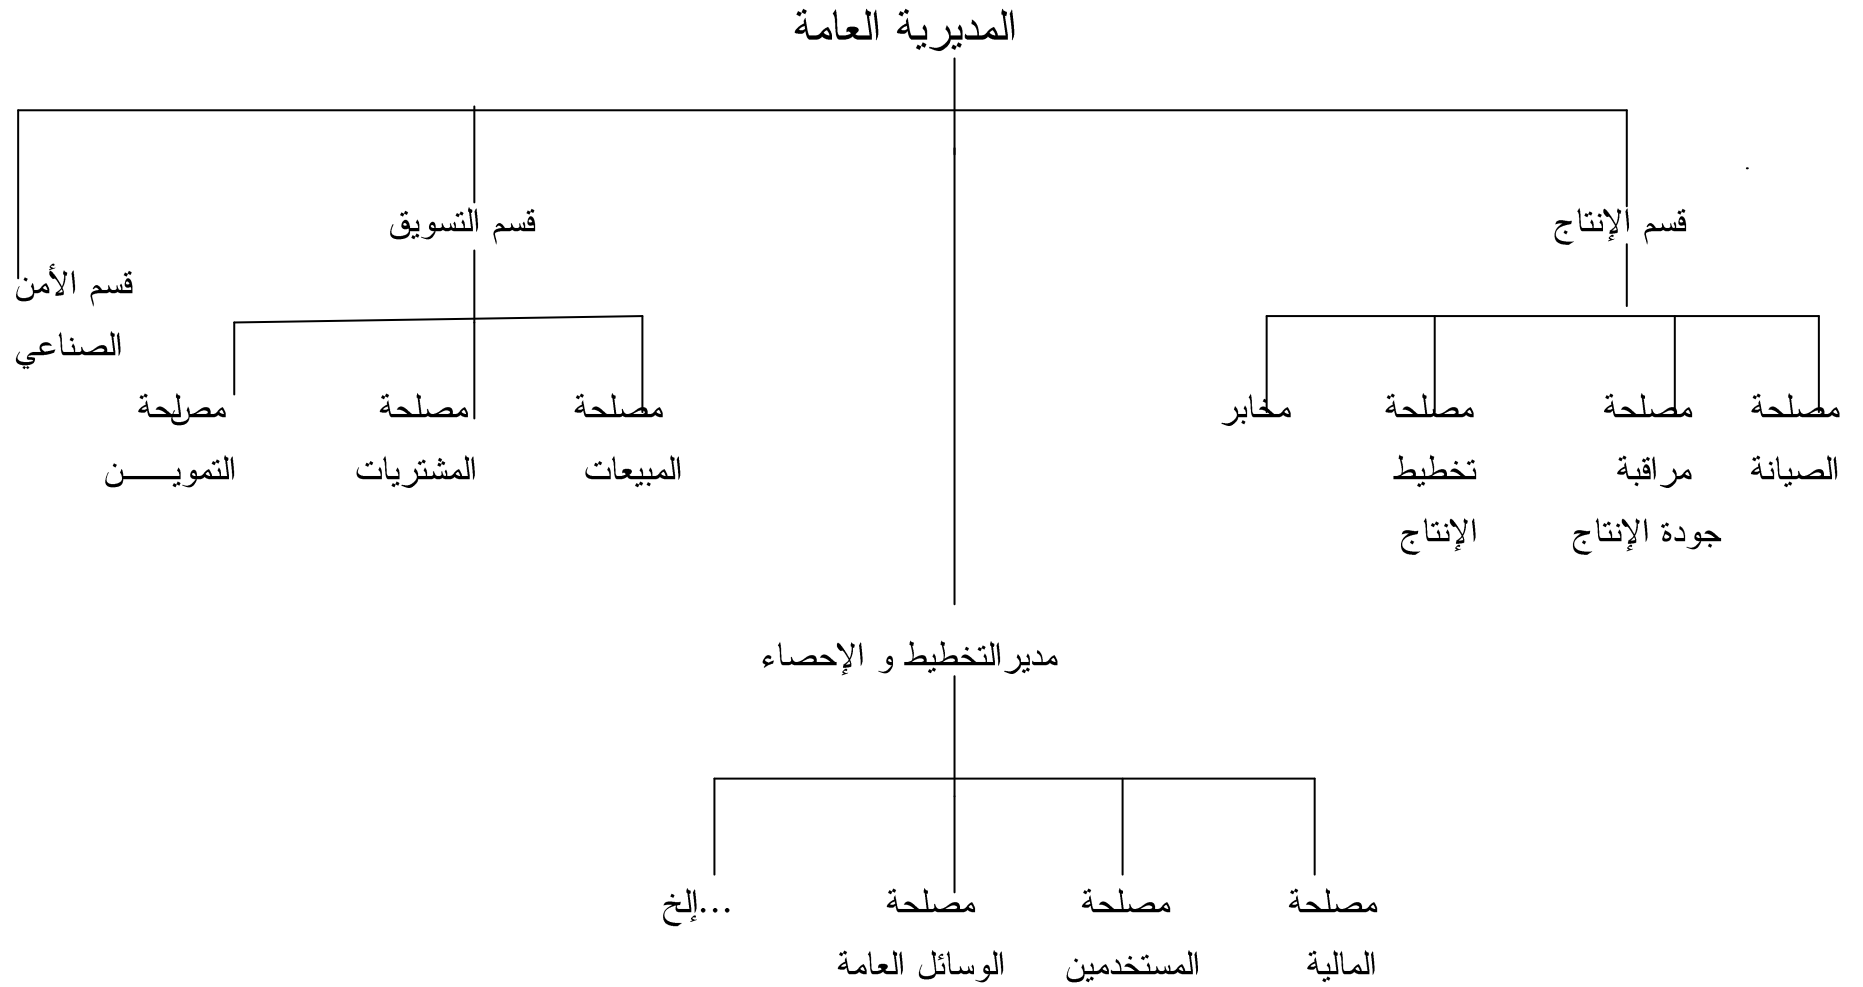 المديرية العامة
قسم الإنتاج
قسم التسويق
قسم الأمن
الصناعي
مصلحة
الصيانة
مصلحة
مراقبة
جودة الإنتاج
مصلحة
تخطيط
الإنتاج
مخابر
مصلحة
المبيعات
مصلحة
المشتريات
مصلحة
التمويـــــن
مديرالتخطيط و الإحصاء
مصلحة
المالية
مصلحة
المستخدمين
مصلحة
الوسائل العامة
...إلخ